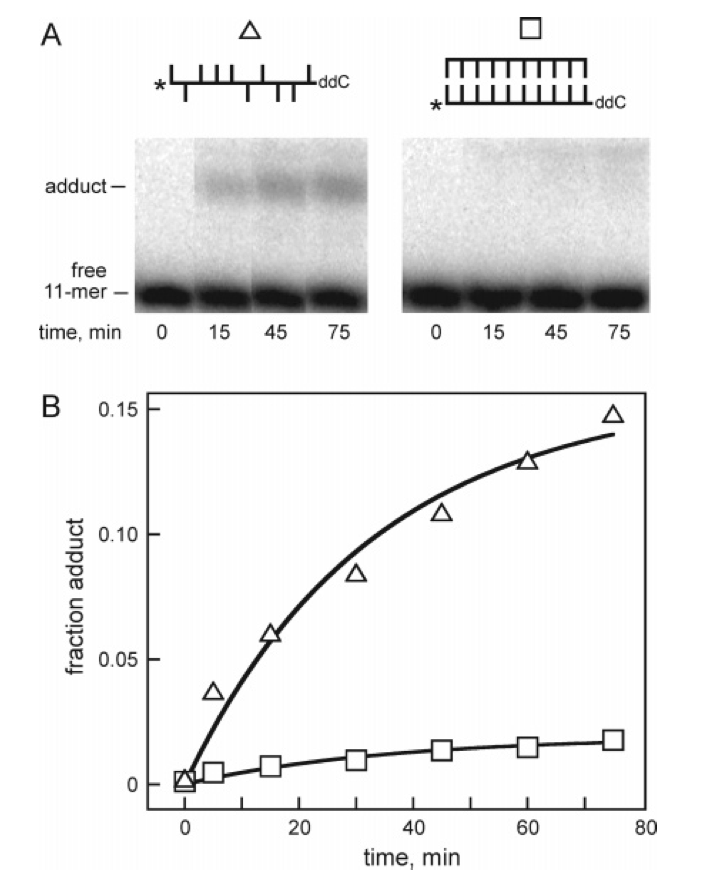 A
* ddC
* ddC
adduct –
free
11-mer –
time, min 0 15 45 75
0 15 45 75
B
0.15
0.10
0.05
0
fraction adduct
0 20 40 60 80
time, min